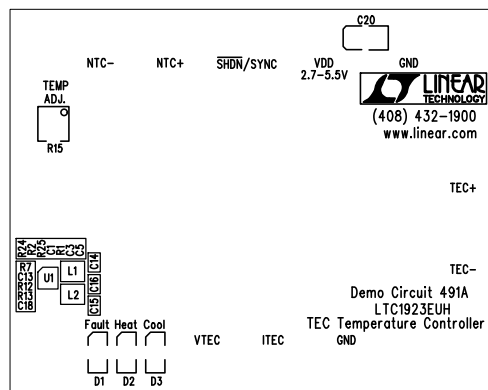 C20
NTC-
NTC+
SHDN/SYNC
VDD
2.7-5.5V
GND
TEMP
ADJ.
R15
LINEAR
TECHNOLOGY
(408) 432-1900
www.linear.com
TEC+
R24
R2
R25
C1
R1
C3
C5
R7
C13
R12
R13
C18
U1
L1
L2
C14
C16
C15
TEC-
Demo Circuit 491A
LTC1923EUH
TEC Temperature Controller
Fault Heat Cool
D1 D2 D3
VTEC
ITEC
GND